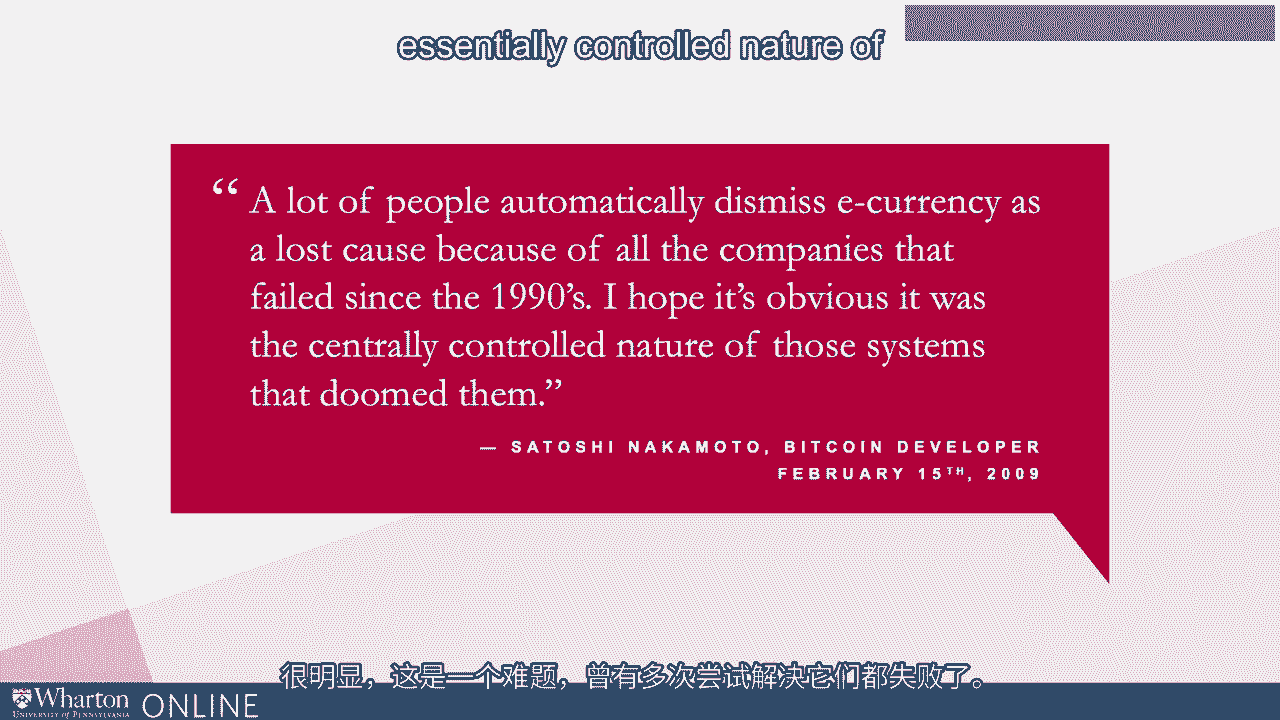 essentially controlled nature of
“ A lot of people automatically dismiss e-currency as
a lost cause because of all the companies that
failed since the 1990’s. I hope it’s obvious it was
the centrally controlled nature of those systems
that doomed them.”
— SATOSHI NAKAMOTO, BITCOIN DEVELOPER
FEBRUARY 15TH, 2009
很明显，这是一个难题，曾有多次尝试解决它们都失败了。
Wharton ONLINE
UNIVERSITY of PENNSYLVANIA